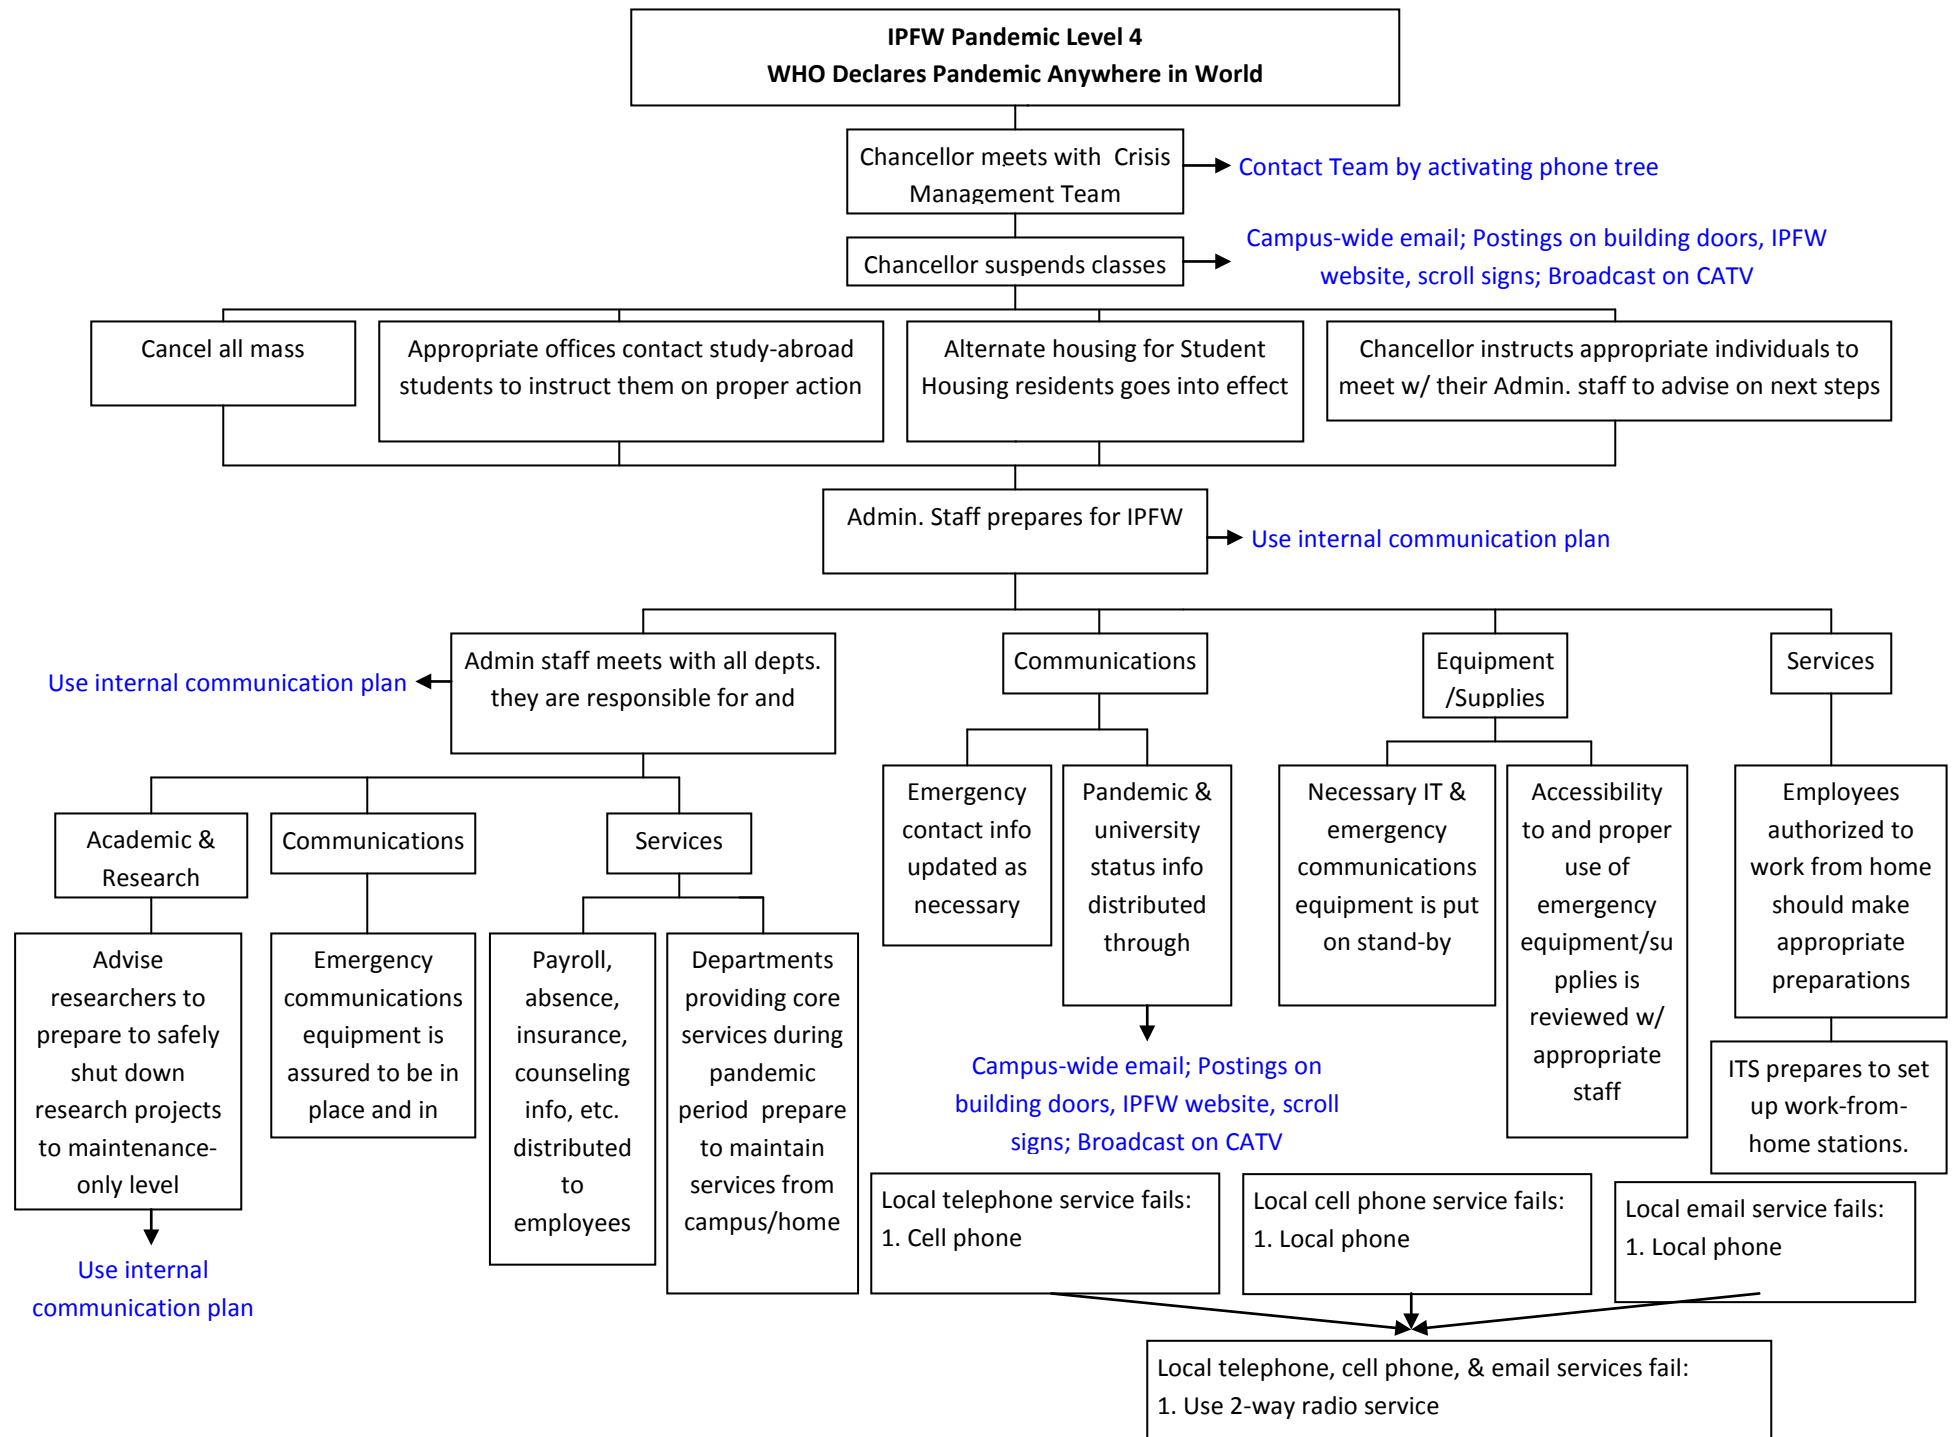 IPFW Pandemic Level 4
WHO Declares Pandemic Anywhere in World
Chancellor meets with Crisis
Management Team
Contact Team by activating phone tree
Chancellor suspends classes
Campus-wide email; Postings on building doors, IPFW
website, scroll signs; Broadcast on CATV
Cancel all mass
Appropriate offices contact study-abroad
students to instruct them on proper action
Alternate housing for Student
Housing residents goes into effect
Chancellor instructs appropriate individuals to
meet w/ their Admin. staff to advise on next steps
Admin. Staff prepares for IPFW
Use internal communication plan
Use internal communication plan
Admin staff meets with all depts.
they are responsible for and
Communications
Equipment
/Supplies
Services
Academic &
Research
Communications
Services
Advise
researchers to
prepare to safely
shut down
research projects
to maintenance-
only level
Use internal
communication plan
Emergency
communications
equipment is
assured to be in
place and in
Payroll,
absence,
insurance,
counseling
info, etc.
distributed
to
employees
Departments
providing core
services during
pandemic
period prepare
to maintain
services from
campus/home
Emergency
contact info
updated as
necessary
Pandemic &
university
status info
distributed
through
Campus-wide email; Postings on
building doors, IPFW website, scroll
signs; Broadcast on CATV
Necessary IT &
emergency
communications
equipment is put
on stand-by
Accessibility
to and proper
use of
emergency
equipment/su
pplies is
reviewed w/
appropriate
staff
Employees
authorized to
work from home
should make
appropriate
preparations
ITS prepares to set
up work-from-
home stations.
Local telephone service fails:
1. Cell phone
Local cell phone service fails:
1. Local phone
Local email service fails:
1. Local phone
Local telephone, cell phone, & email services fail:
1. Use 2-way radio service